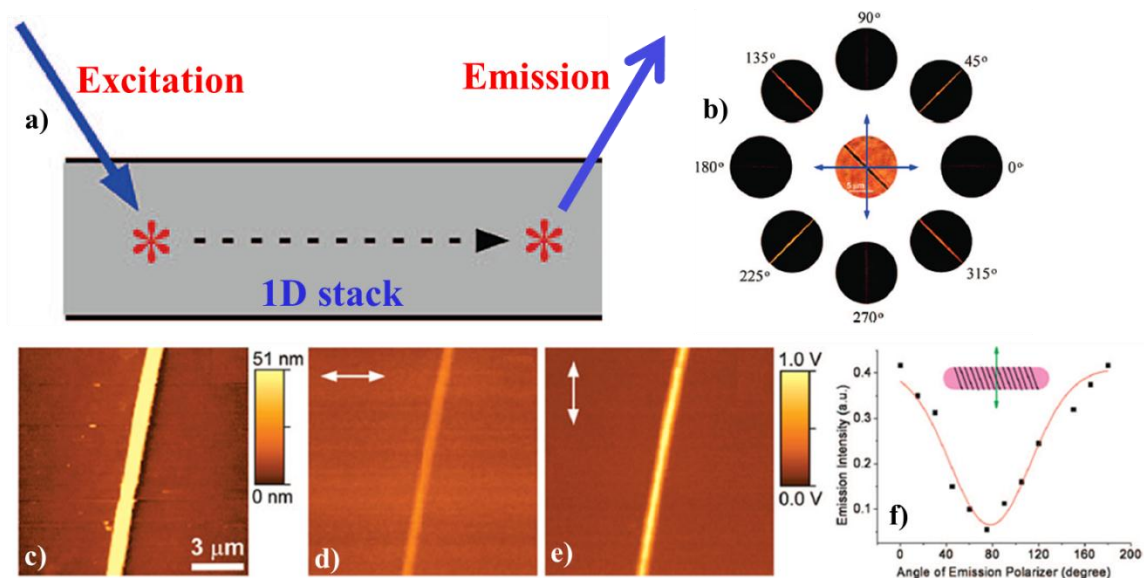 a)
Excitation
Emission
1D stack
b)
90°
135°
45°
180°
0°
5 μm
225°
315°
270°
c)
51 nm
0 nm
3 μm
d)
e)
1.0 V
0.0 V
f)
Emission Intensity (a.u.)
0.4
0.3
0.2
0.1
0 40 80 120 160 200
Angle of Emission Polarizer (degree)